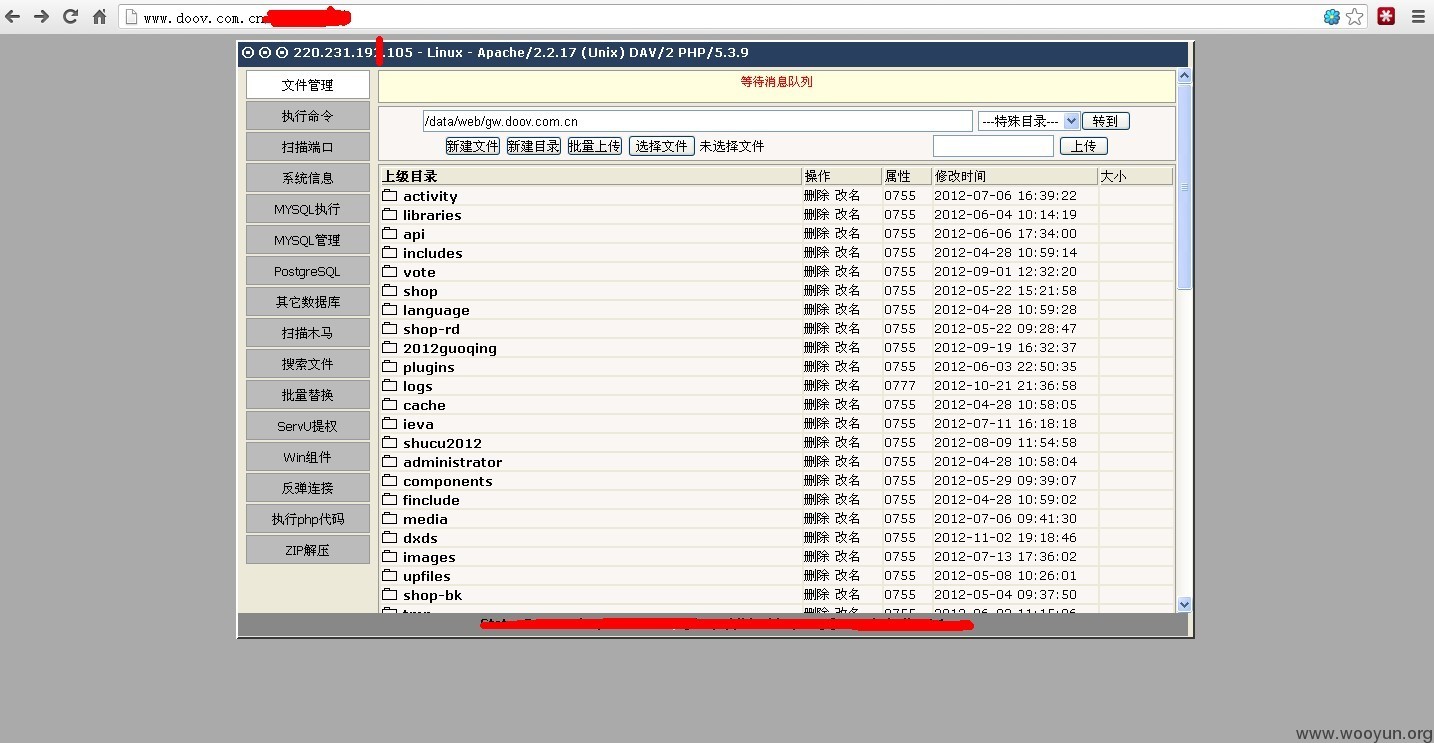 www.doov.com.cn
220.231.192.105 - Linux - Apache/2.2.17 (Unix) DAV/2 PHP/5.3.9
文件管理
执行命令
扫描端口
系统信息
MYSQL执行
MYSQL管理
PostgreSQL
其它数据库
扫描木马
搜索文件
批量替换
ServU提权
Win组件
反弹连接
执行php代码
ZIP解压
等待消息队列
/data/web/gw.doov.com.cn ---特殊目录--- 转到
新建文件 新建目录 批量上传 选择文件 未选择文件 上传
上级目录 操作 属性 修改时间 大小
activity 删除 改名 0755 2012-07-06 16:39:22
libraries 删除 改名 0755 2012-06-04 10:14:19
api 删除 改名 0755 2012-06-06 17:34:00
includes 删除 改名 0755 2012-04-28 10:59:14
vote 删除 改名 0755 2012-09-01 12:32:20
shop 删除 改名 0755 2012-05-22 15:21:58
language 删除 改名 0755 2012-04-28 10:59:28
shop-rd 删除 改名 0755 2012-05-22 09:28:47
2012guoqing 删除 改名 0755 2012-09-19 16:32:37
plugins 删除 改名 0755 2012-06-03 22:50:35
logs 删除 改名 0777 2012-10-21 21:36:58
cache 删除 改名 0755 2012-04-28 10:58:05
ieva 删除 改名 0755 2012-07-11 16:18:18
shucu2012 删除 改名 0755 2012-08-09 11:54:58
administrator 删除 改名 0755 2012-04-28 10:58:04
components 删除 改名 0755 2012-05-29 09:39:07
finclude 删除 改名 0755 2012-04-28 10:59:02
media 删除 改名 0755 2012-07-06 09:41:30
dxds 删除 改名 0755 2012-11-02 19:18:46
images 删除 改名 0755 2012-07-13 17:36:02
upfiles 删除 改名 0755 2012-05-08 10:26:01
shop-bk 删除 改名 0755 2012-05-04 09:37:50
www.wooyun.org